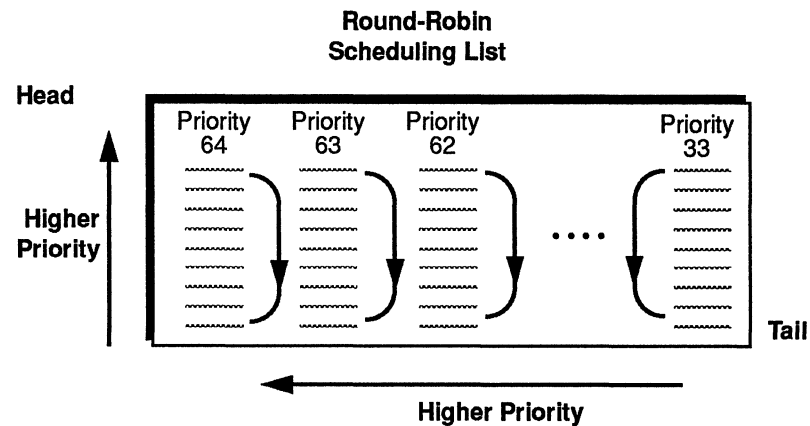 Round-Robin
Scheduling List
Head
Priority
64
Priority
63
Priority
62
Priority
33
Higher
Priority
....
Tail
Higher Priority